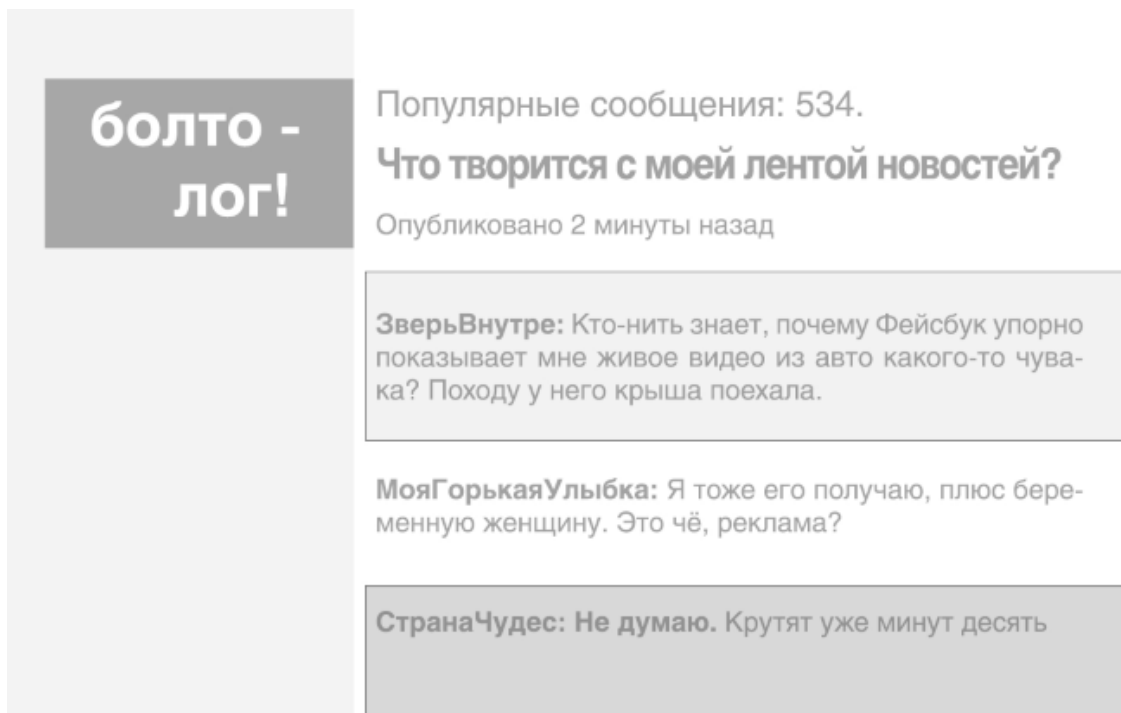 болто -
лог!
Популярные сообщения: 534.
Что творится с моей лентой новостей?
Опубликовано 2 минуты назад
ЗверьВнутре: Кто-нить знает, почему Фейсбук упорно
показывает мне живое видео из авто какого-то чува-
ка? Походу у него крыша поехала.
МояГорькаяУлыбка: Я тоже его получаю, плюс бере-
менную женщину. Это чё, реклама?
СтранаЧудес: Не думаю. Крутят уже минут десять